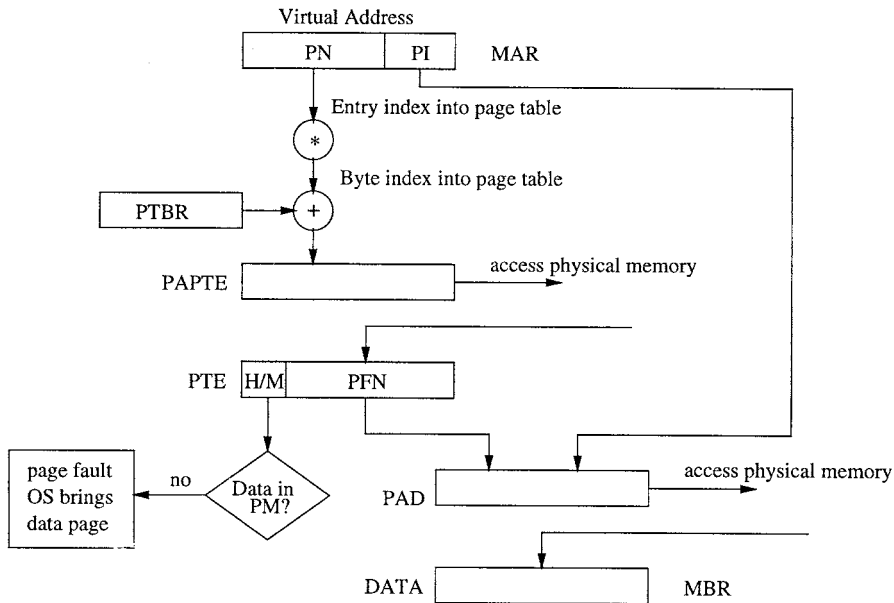 Virtual Address
PN PI MAR
Entry index into page table
*
Byte index into page table
PTBR +
PAPTE access physical memory
PTE H/M PFN
page fault
OS brings
data page
no
Data in
PM?
PAD access physical memory
DATA MBR